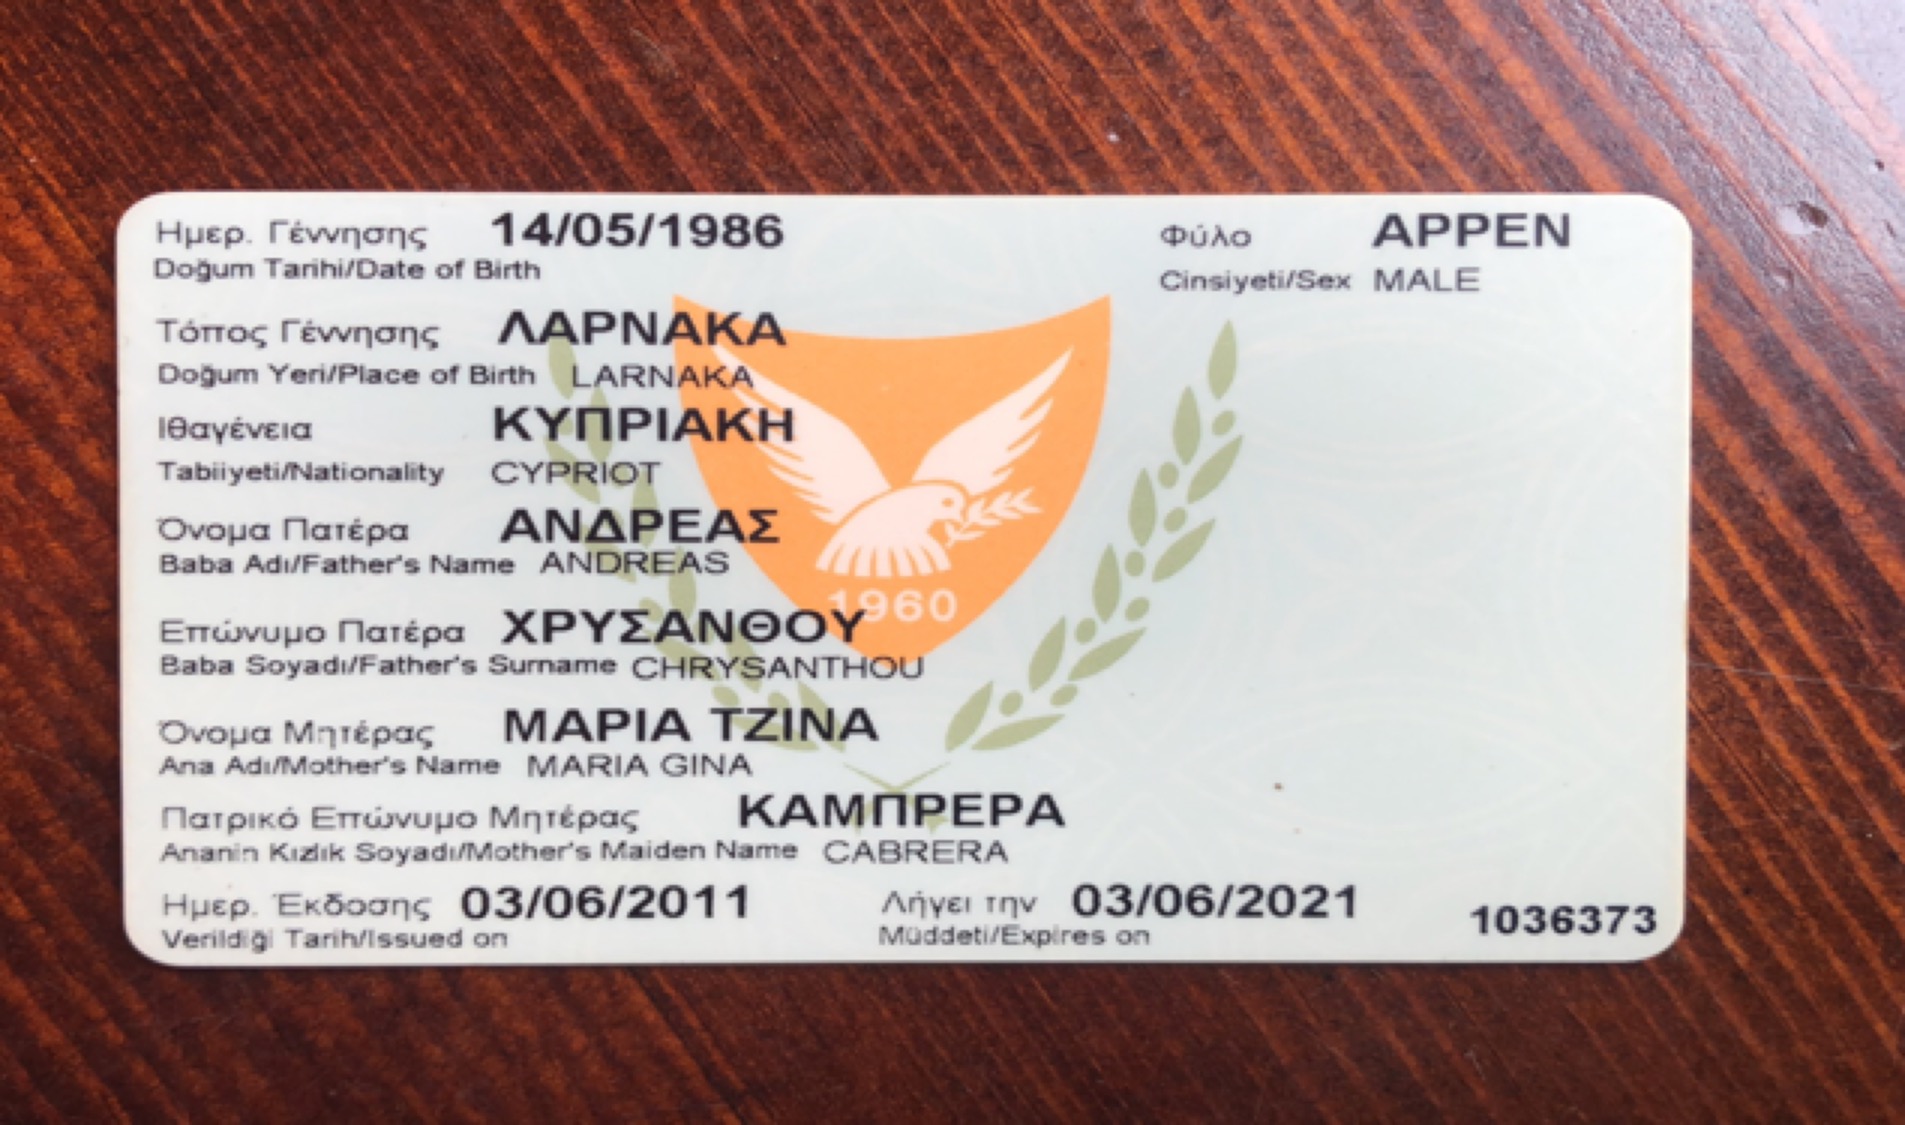 Ημερ. Γέννησης 14/05/1986 Φύλο ΑΡΡΕΝ
Doğum Tarihi/Date of Birth Cinsiyeti/Sex MALE
Τόπος Γέννησης ΛΑΡΝΑΚΑ
Doğum Yeri/Place of Birth LARNAKA
Ιθαγένεια ΚΥΠΡΙΑΚΗ
Tabiiyeti/Nationality CYPRIOT
Όνομα Πατέρα ΑΝΔΡΕΑΣ
Baba Adı/Father's Name ANDREAS
1960
Επώνυμο Πατέρα ΧΡΥΣΑΝΘΟΥ
Baba Soyadı/Father's Surname CHRYSANTHOU
Όνομα Μητέρας ΜΑΡΙΑ ΤΖΙΝΑ
Ana Adı/Mother's Name MARIA GINA
Πατρικό Επώνυμο Μητέρας ΚΑΜΠΡΕΡΑ
Ananin Kızlık Soyadı/Mother's Maiden Name CABRERA
Ημερ. Έκδοσης 03/06/2011 Λήγει την 03/06/2021 1036373
Verildiği Tarih/Issued on Müddeti/Expires on